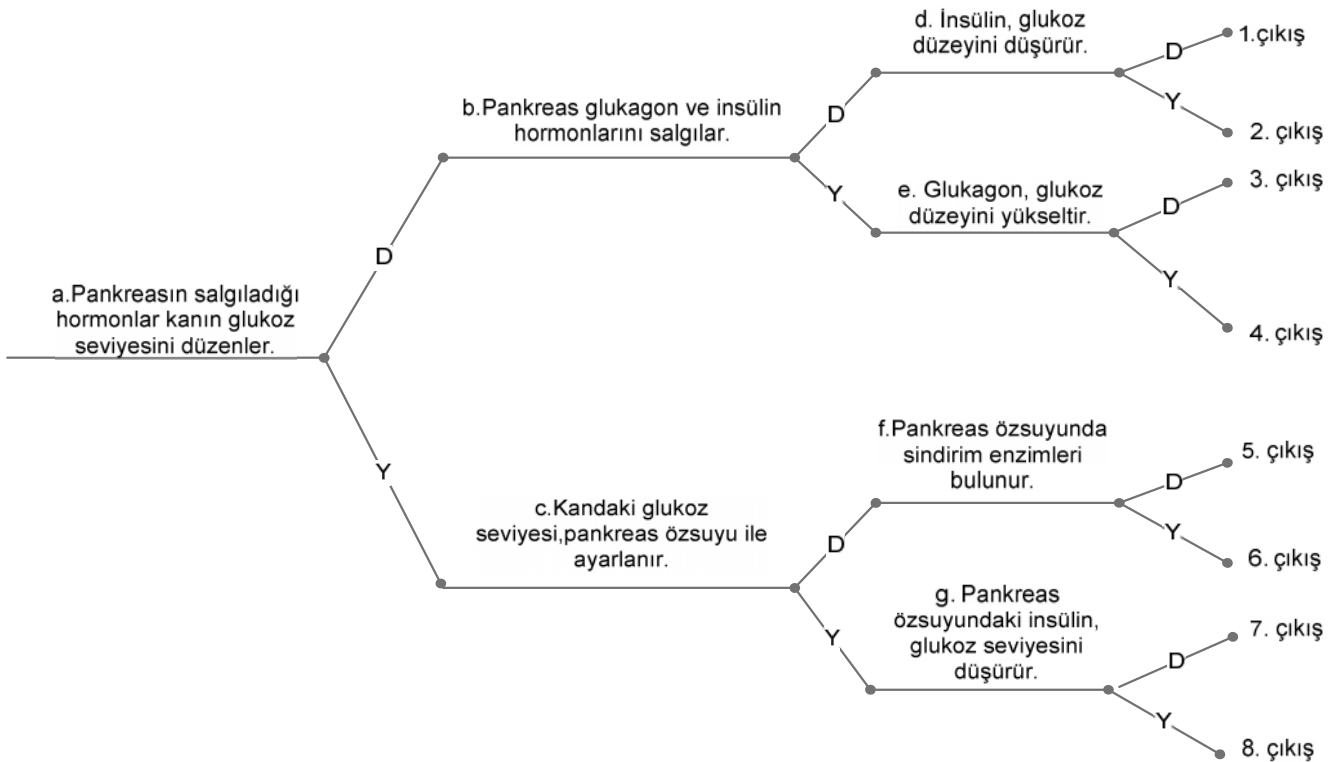 a.Pankreasın salgıladığı
hormonlar kanın glukoz
seviyesini düzenler.
D
Y
b.Pankreas glukagon ve insülin
hormonlarını salgılar.
D
Y
d. İnsülin, glukoz
düzeyini düşürür.
D
1.çıkış
Y
2. çıkış
e. Glukagon, glukoz
düzeyini yükseltir.
D
3. çıkış
Y
4. çıkış
c.Kandaki glukoz
seviyesi,pankreas özsuyu ile
ayarlanır.
D
Y
f.Pankreas özsuyunda
sindirim enzimleri
bulunur.
D
5. çıkış
Y
6. çıkış
g. Pankreas
özsuyundaki insülin,
glukoz seviyesini
düşürür.
D
7. çıkış
Y
8. çıkış